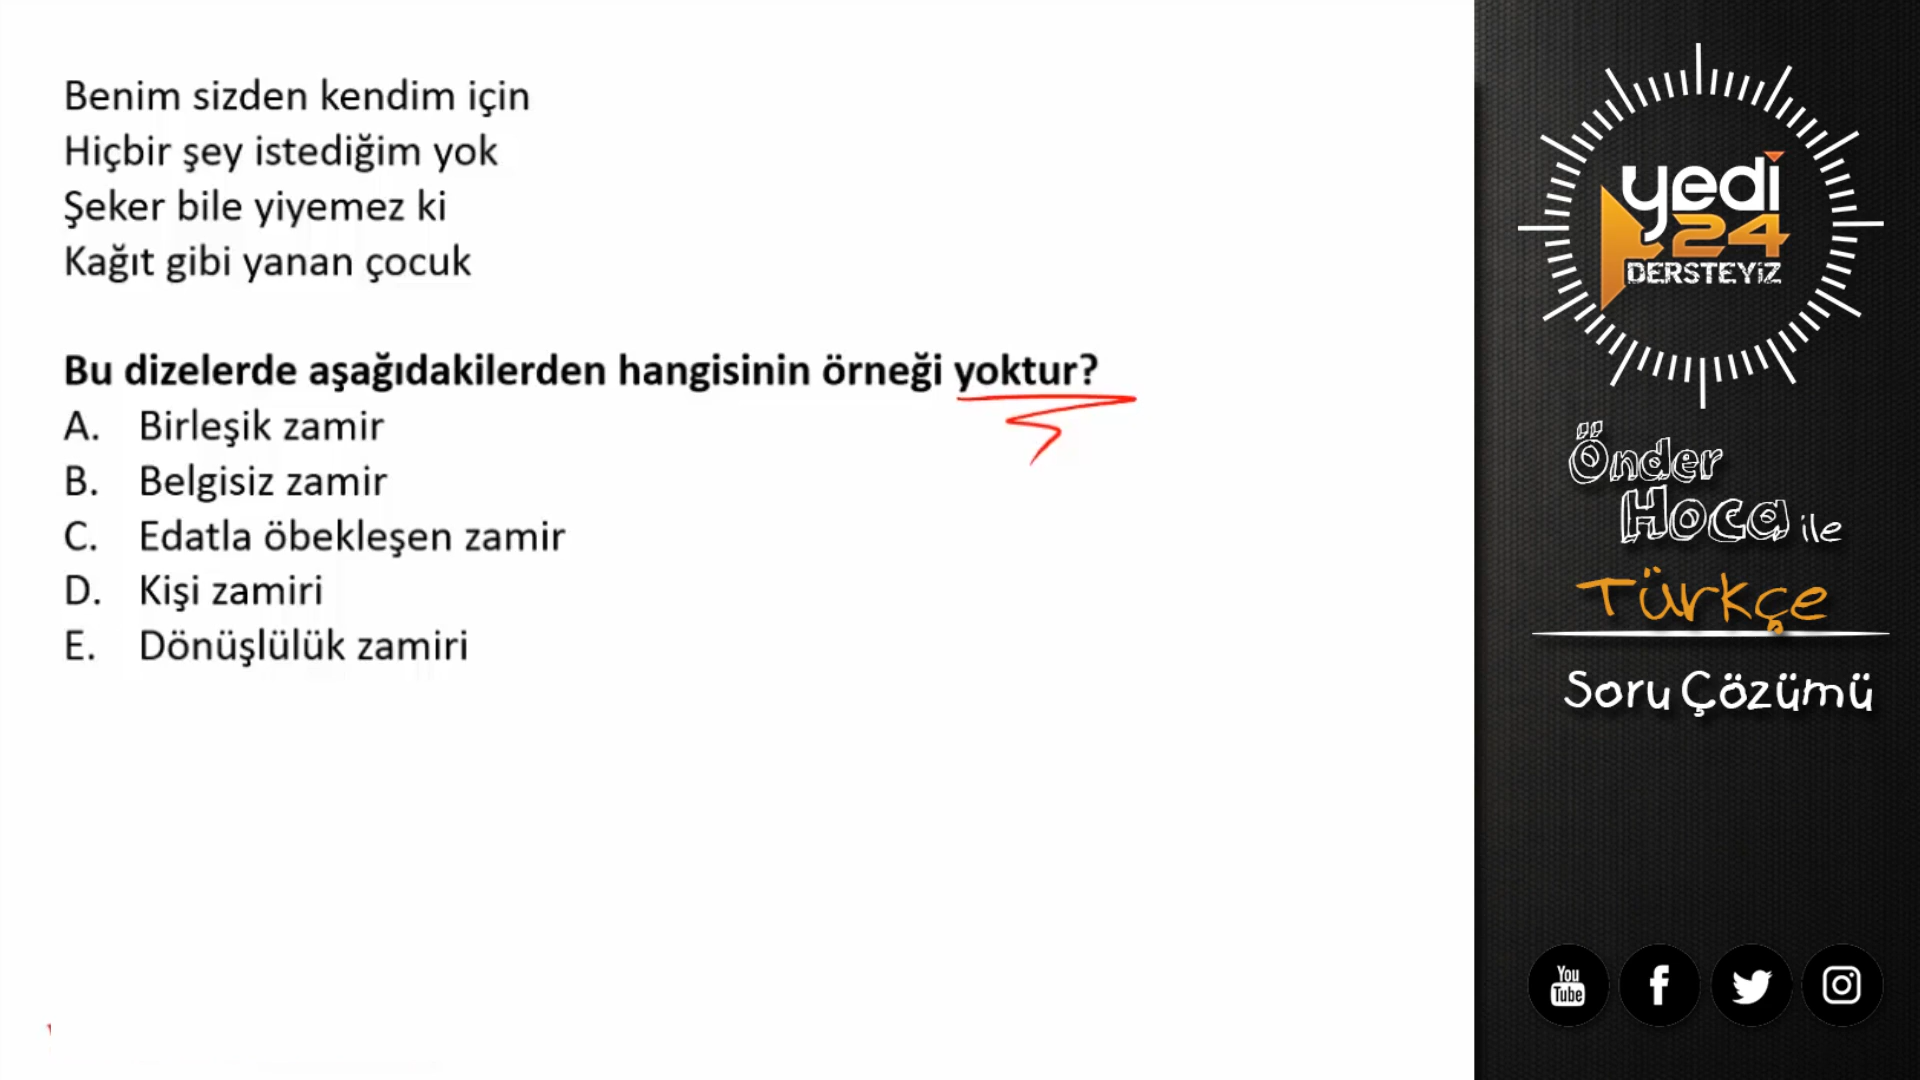 Benim sizden kendim için
Hiçbir şey istediğim yok
Şeker bile yiyemez ki
Kağıt gibi yanan çocuk
Bu dizelerde aşağıdakilerden hangisinin örneği yoktur?
A. Birleşik zamir
B. Belgisiz zamir
C. Edatla öbekleşen zamir
D. Kişi zamiri
E. Dönüşlülük zamiri
yedi
24
DERSTEYİZ
Önder
Hoca ile
Türkçe
Soru Çözümü
You
Tube